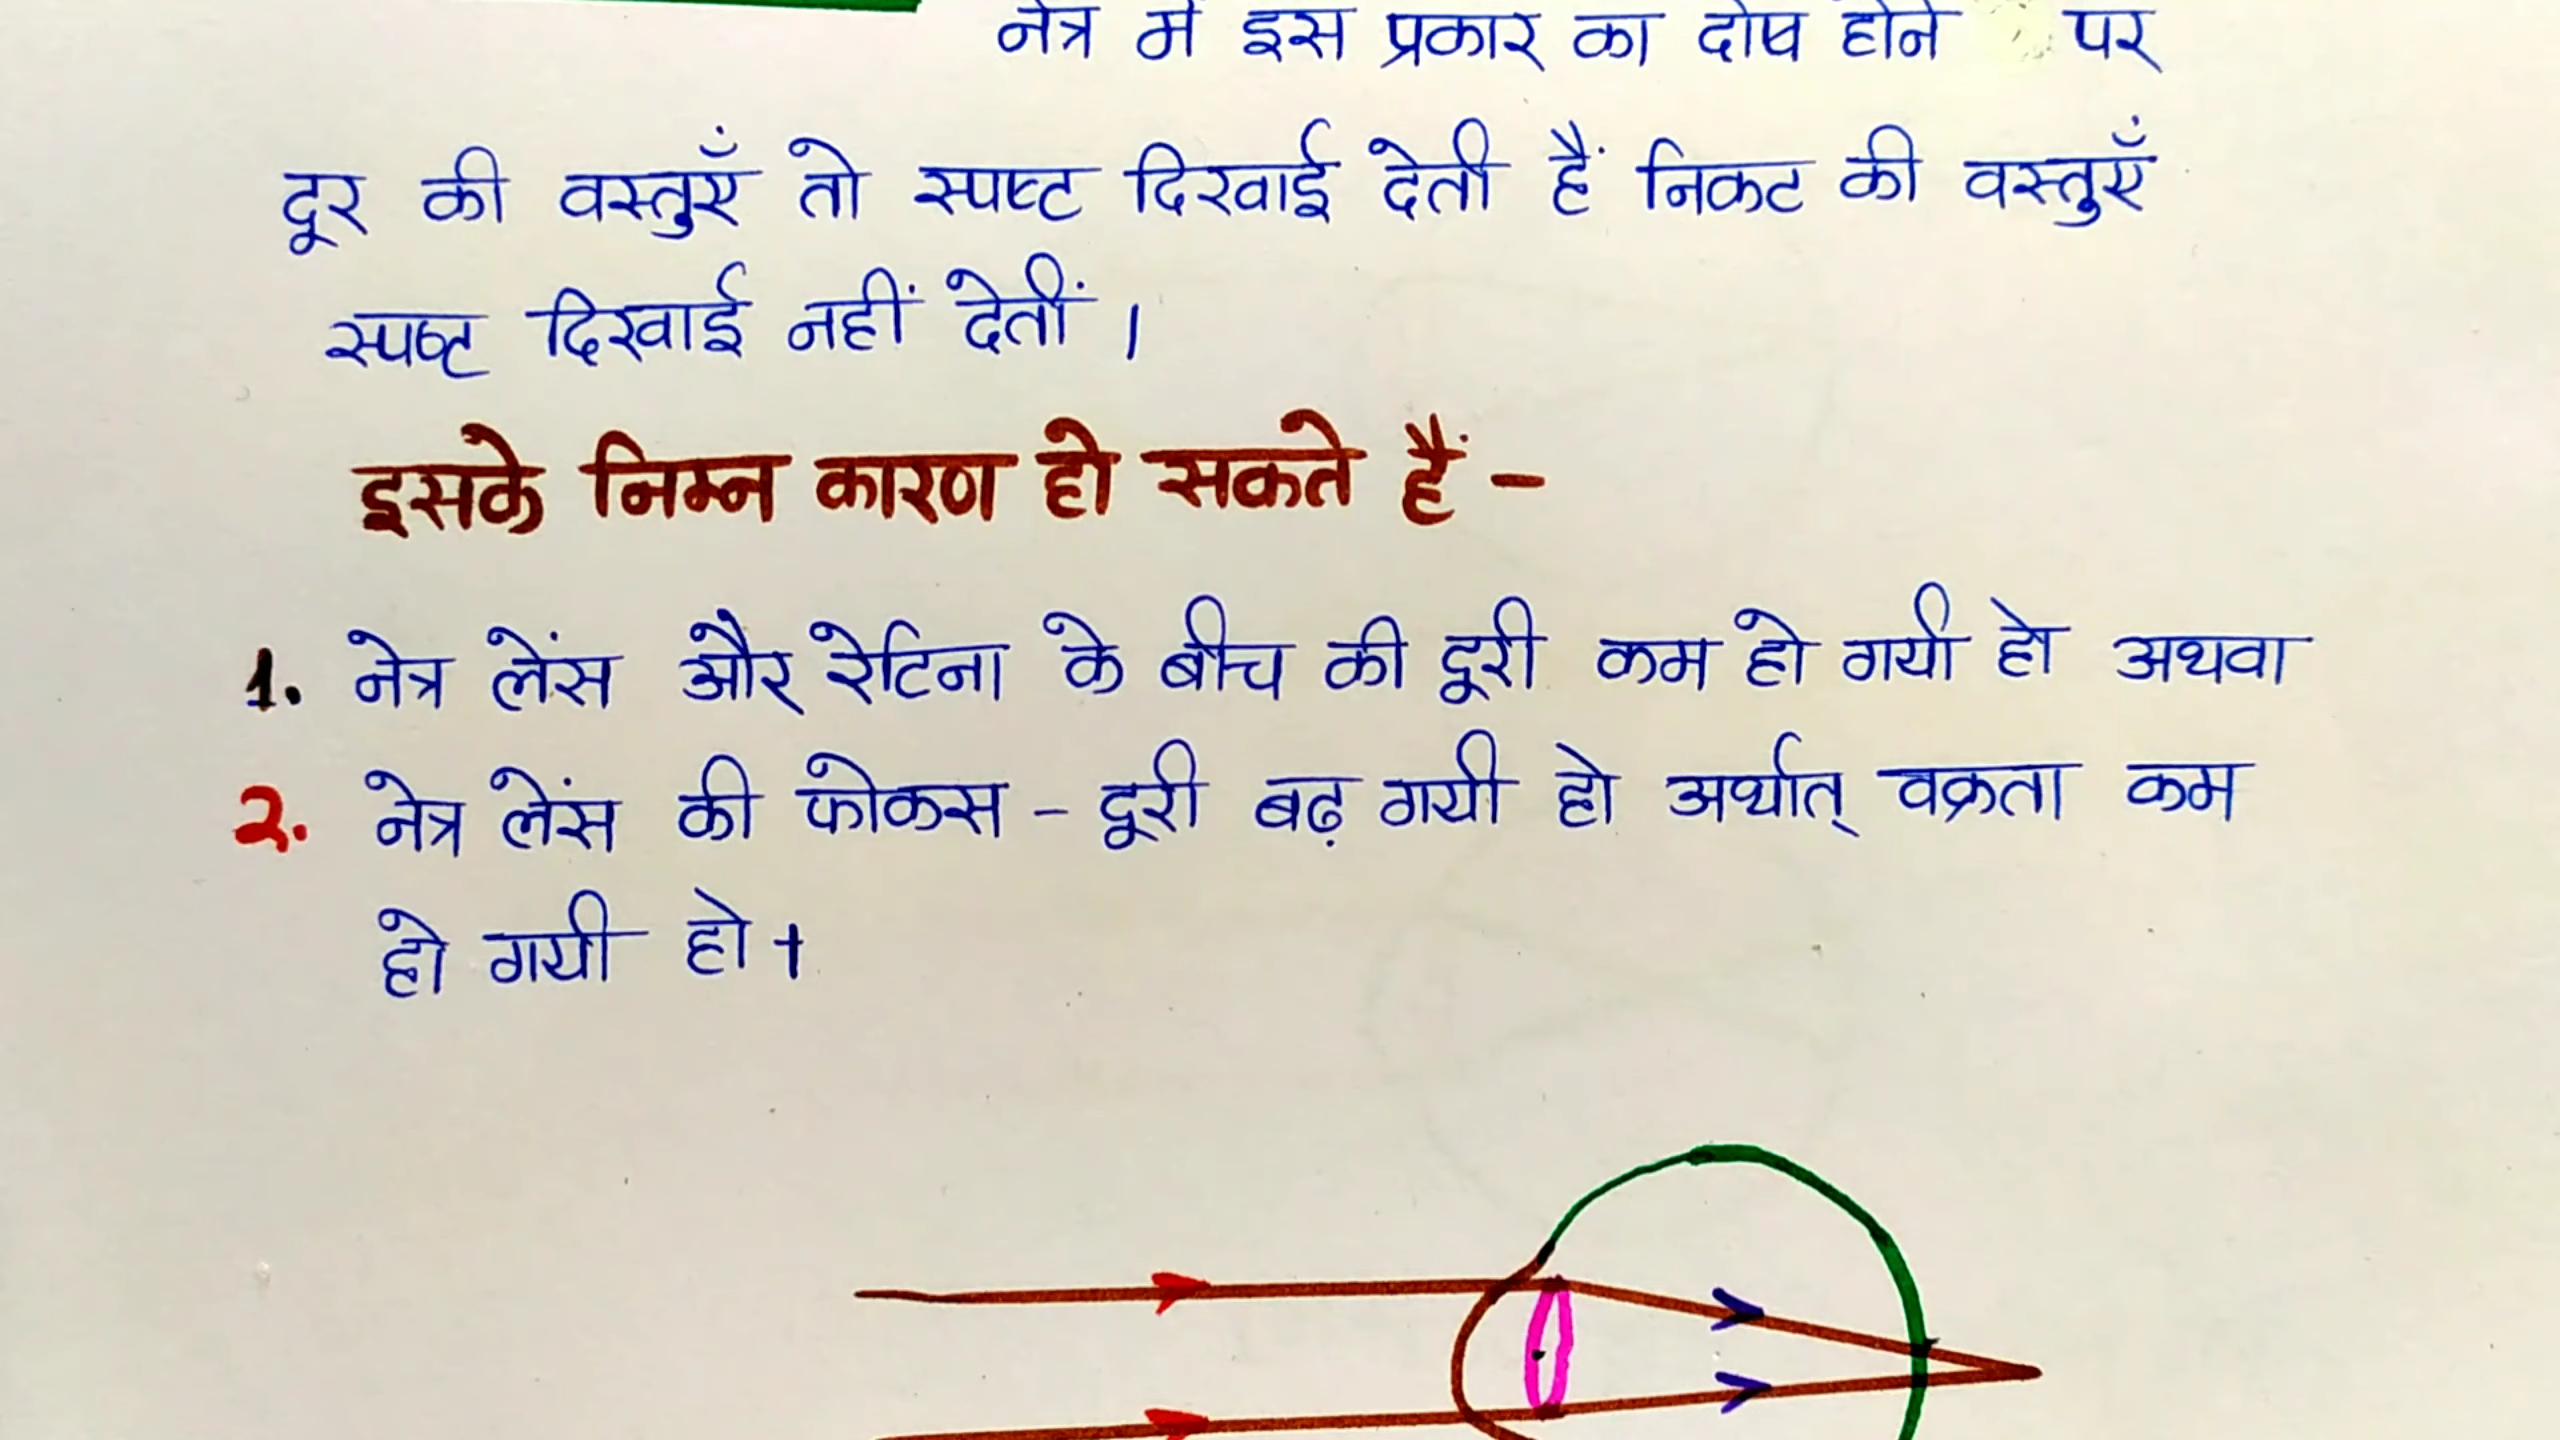 नेत्र में इस प्रकार का दोष होने पर
दूर की वस्तुएँ तो स्पष्ट दिखाई देती हैं निकट की वस्तुएँ
स्पष्ट दिखाई नहीं देतीं ।
इसके निम्न कारण हो सकते हैं -
1. नेत्र लेंस और रेटिना के बीच की दूरी कम हो गयी हो अथवा
2. नेत्र लेंस की फोकस - दूरी बढ़ गयी हो अर्थात् वक्रता कम
हो गयी हो।